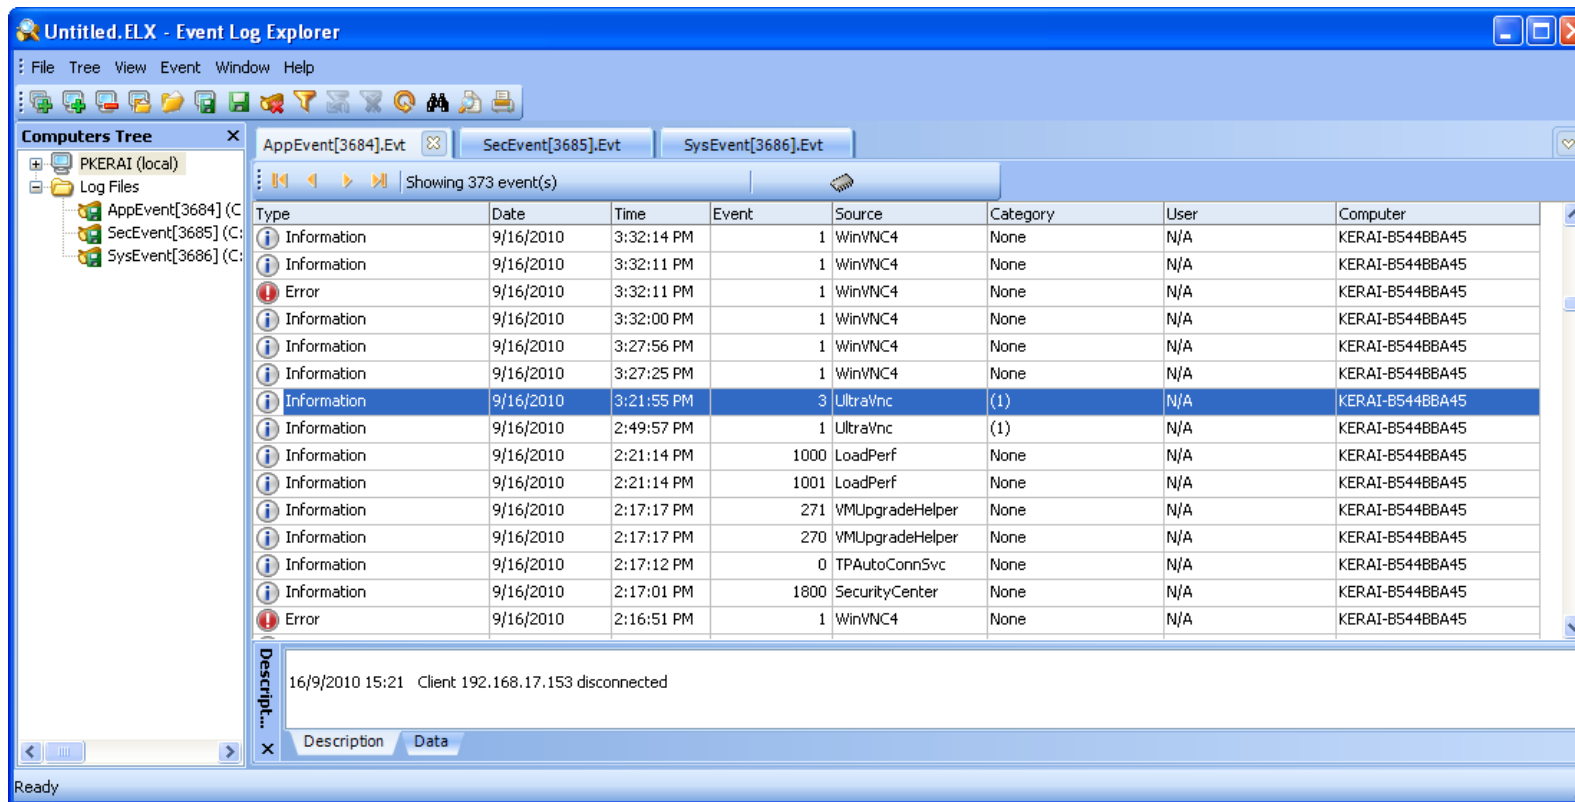 Untitled.ELX - Event Log Explorer
File Tree View Event Window Help
Computers Tree
PKERAI (local)
Log Files
AppEvent[3684] (C
SecEvent[3685] (C:
SysEvent[3686] (C:
AppEvent[3684].Evt SecEvent[3685].Evt SysEvent[3686].Evt
Showing 373 event(s)
Type Date Time Event Source Category User Computer
Information 9/16/2010 3:32:14 PM 1 WinVNC4 None N/A KERAI-B544BBA45
Information 9/16/2010 3:32:11 PM 1 WinVNC4 None N/A KERAI-B544BBA45
Error 9/16/2010 3:32:11 PM 1 WinVNC4 None N/A KERAI-B544BBA45
Information 9/16/2010 3:32:00 PM 1 WinVNC4 None N/A KERAI-B544BBA45
Information 9/16/2010 3:27:56 PM 1 WinVNC4 None N/A KERAI-B544BBA45
Information 9/16/2010 3:27:25 PM 1 WinVNC4 None N/A KERAI-B544BBA45
Information 9/16/2010 3:21:55 PM 3 UltraVnc (1) N/A KERAI-B544BBA45
Information 9/16/2010 2:49:57 PM 1 UltraVnc (1) N/A KERAI-B544BBA45
Information 9/16/2010 2:21:14 PM 1000 LoadPerf None N/A KERAI-B544BBA45
Information 9/16/2010 2:21:14 PM 1001 LoadPerf None N/A KERAI-B544BBA45
Information 9/16/2010 2:17:17 PM 271 VMUpgradeHelper None N/A KERAI-B544BBA45
Information 9/16/2010 2:17:17 PM 270 VMUpgradeHelper None N/A KERAI-B544BBA45
Information 9/16/2010 2:17:12 PM 0 TPAutoConnSvc None N/A KERAI-B544BBA45
Information 9/16/2010 2:17:01 PM 1800 SecurityCenter None N/A KERAI-B544BBA45
Error 9/16/2010 2:16:51 PM 1 WinVNC4 None N/A KERAI-B544BBA45
Descript...
16/9/2010 15:21 Client 192.168.17.153 disconnected
Description Data
Ready